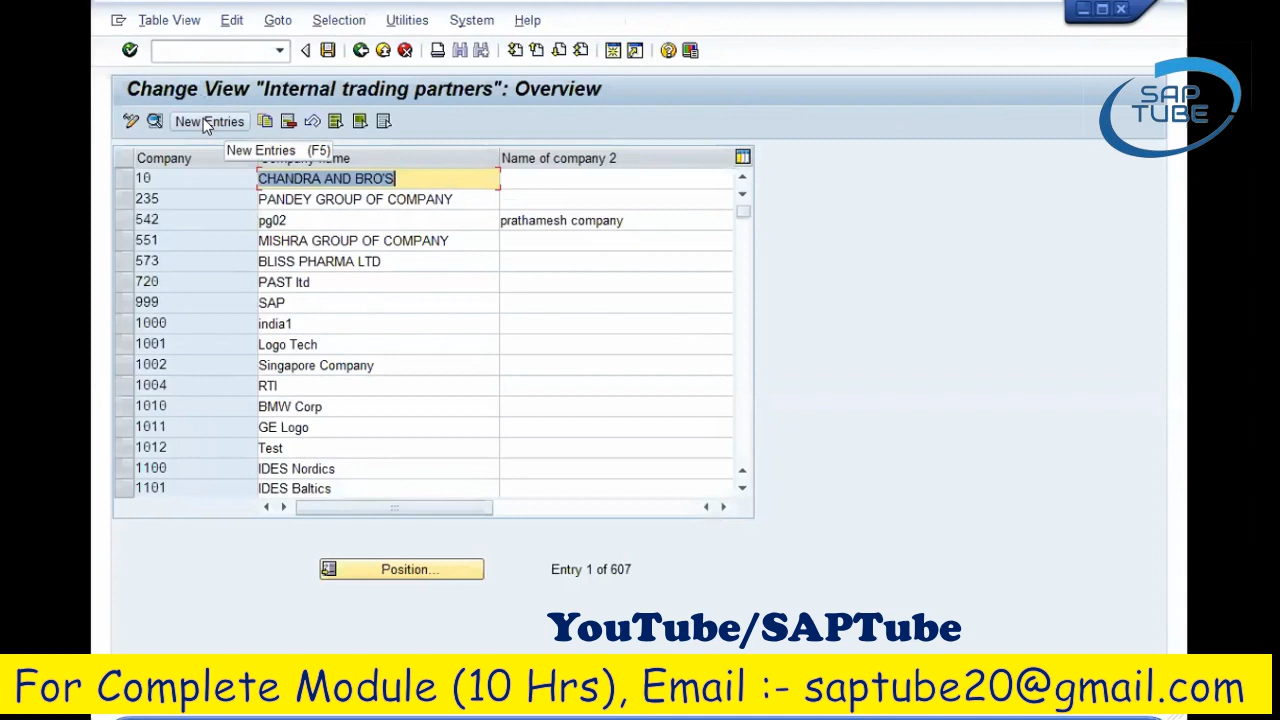 Table View Edit Goto Selection Utilities System Help
Change View "Internal trading partners": Overview
New Entries
New Entries (F5)
Company Company name Name of company 2
10 CHANDRA AND BRO'S
235 PANDEY GROUP OF COMPANY
542 pg02 prathamesh company
551 MISHRA GROUP OF COMPANY
573 BLISS PHARMA LTD
720 PAST ltd
999 SAP
1000 india1
1001 Logo Tech
1002 Singapore Company
1004 RTI
1010 BMW Corp
1011 GE Logo
1012 Test
1100 IDES Nordics
1101 IDES Baltics
Position... Entry 1 of 607
SAP
TUBE
YouTube/SAPTube
For Complete Module (10 Hrs), Email :- saptube20@gmail.com